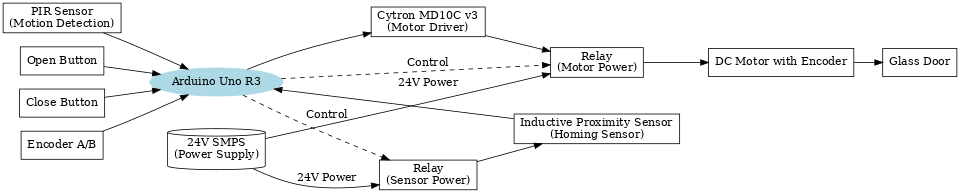 PIR Sensor
(Motion Detection)
Open Button
Close Button
Encoder A/B
Arduino Uno R3
24V SMPS
(Power Supply)
Cytron MD10C v3
(Motor Driver)
Control
24V Power
Control
24V Power
Relay
(Sensor Power)
Relay
(Motor Power)
Inductive Proximity Sensor
(Homing Sensor)
DC Motor with Encoder
Glass Door